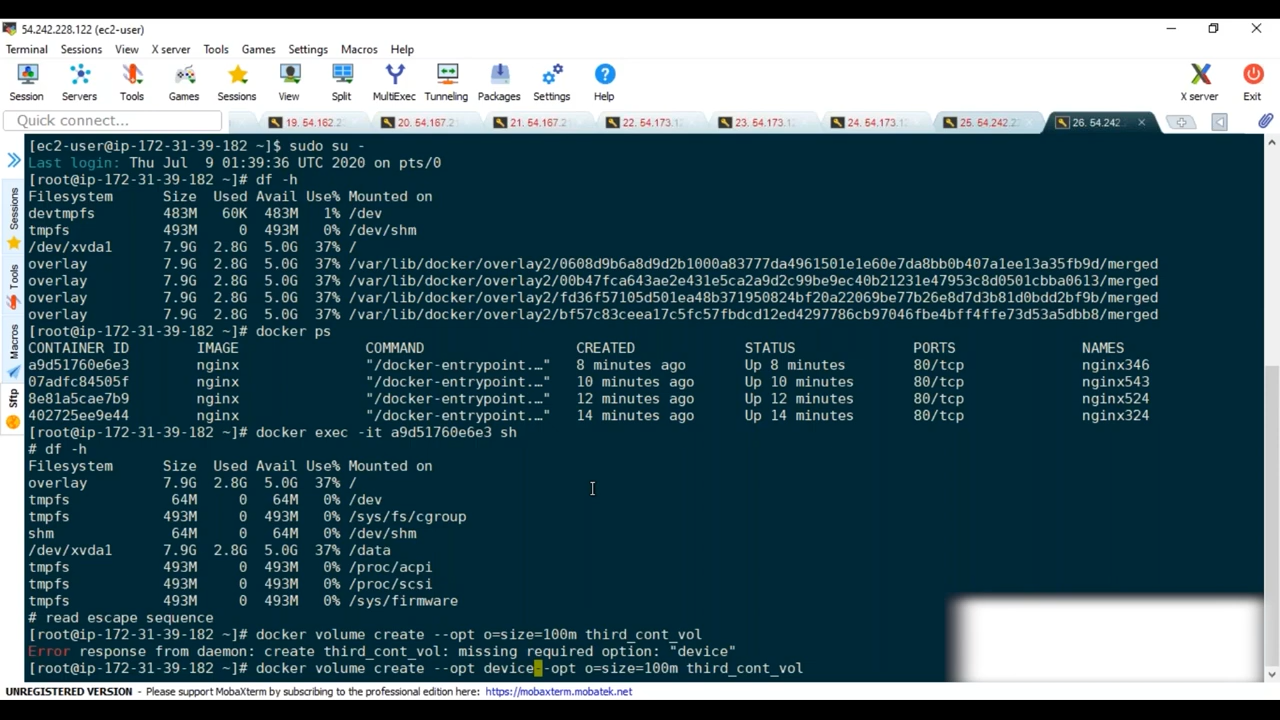 54.242.228.122 (ec2-user)
Terminal Sessions View X server Tools Games Settings Macros Help
Session Servers Tools Games Sessions View Split MultiExec Tunneling Packages Settings Help X server Exit
Quick connect... 19. 54.162.2 20. 54.167.21 21. 54.167.21 22. 54.173.1 23. 54.173.1 24. 54.173.1 25. 54.242.2 26. 54.242.
Sessions
Tools
Macros
Sftp
[ec2-user@ip-172-31-39-182 ~]$ sudo su -
Last login: Thu Jul  9 01:39:36 UTC 2020 on pts/0
[root@ip-172-31-39-182 ~]# df -h
Filesystem      Size  Used Avail Use% Mounted on
devtmpfs        483M   60K  483M   1% /dev
tmpfs           493M     0  493M   0% /dev/shm
/dev/xvda1      7.9G  2.8G  5.0G  37% /
overlay         7.9G  2.8G  5.0G  37% /var/lib/docker/overlay2/0608d9b6a8d9d2b1000a83777da4961501e1e60e7da8bb0b407a1ee13a35fb9d/merged
overlay         7.9G  2.8G  5.0G  37% /var/lib/docker/overlay2/00b47fca643ae2e431e5ca2a9d2c99be9ec40b21231e47953c8d0501cbba0613/merged
overlay         7.9G  2.8G  5.0G  37% /var/lib/docker/overlay2/fd36f57105d501ea48b371950824bf20a22069be77b26e8d7d3b81d0bdd2bf9b/merged
overlay         7.9G  2.8G  5.0G  37% /var/lib/docker/overlay2/bf57c83ceea17c5fc57fbdcd12ed4297786cb97046fbe4bff4ffe73d53a5dbb8/merged
[root@ip-172-31-39-182 ~]# docker ps
CONTAINER ID        IMAGE               COMMAND                  CREATED             STATUS              PORTS               NAMES
a9d51760e6e3        nginx               "/docker-entrypoint.…"   8 minutes ago       Up 8 minutes        80/tcp              nginx346
07adfc84505f        nginx               "/docker-entrypoint.…"   10 minutes ago      Up 10 minutes       80/tcp              nginx543
8e81a5cae7b9        nginx               "/docker-entrypoint.…"   12 minutes ago      Up 12 minutes       80/tcp              nginx524
402725ee9e44        nginx               "/docker-entrypoint.…"   14 minutes ago      Up 14 minutes       80/tcp              nginx324
[root@ip-172-31-39-182 ~]# docker exec -it a9d51760e6e3 sh
# df -h
Filesystem      Size  Used Avail Use% Mounted on
overlay         7.9G  2.8G  5.0G  37% /
tmpfs            64M     0   64M   0% /dev
tmpfs           493M     0  493M   0% /sys/fs/cgroup
shm              64M     0   64M   0% /dev/shm
/dev/xvda1      7.9G  2.8G  5.0G  37% /data
tmpfs           493M     0  493M   0% /proc/acpi
tmpfs           493M     0  493M   0% /proc/scsi
tmpfs           493M     0  493M   0% /sys/firmware
# read escape sequence
[root@ip-172-31-39-182 ~]# docker volume create --opt o=size=100m third_cont_vol
Error response from daemon: create third_cont_vol: missing required option: "device"
[root@ip-172-31-39-182 ~]# docker volume create --opt device--opt o=size=100m third_cont_vol
UNREGISTERED VERSION - Please support MobaXterm by subscribing to the professional edition here: https://mobaxterm.mobatek.net